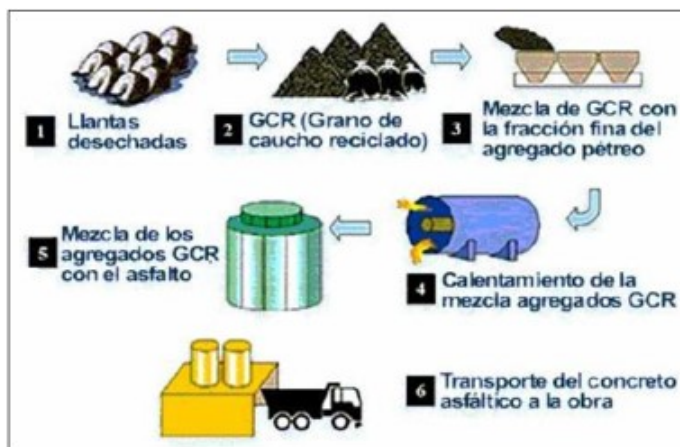 1 Llantas
desechadas
2 GCR (Grano de
caucho reciclado)
3 Mezcla de GCR con
la fracción fina del
agregado pétreo
4 Calentamiento de la
mezcla agregados GCR
5 Mezcla de los
agregados GCR
con el asfalto
6 Transporte del concreto
asfáltico a la obra